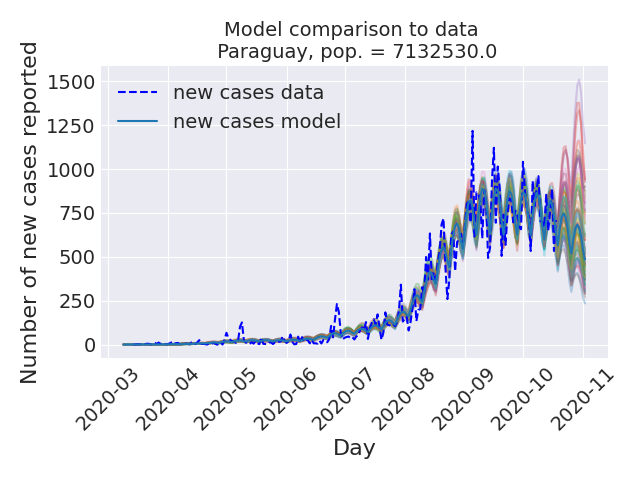 Model comparison to data
Paraguay, pop. = 7132530.0
Number of new cases reported
1500
1250
1000
750
500
250
0
new cases data
new cases model
2020-03
2020-04
2020-05
2020-06
2020-07
2020-08
2020-09
2020-10
2020-11
Day